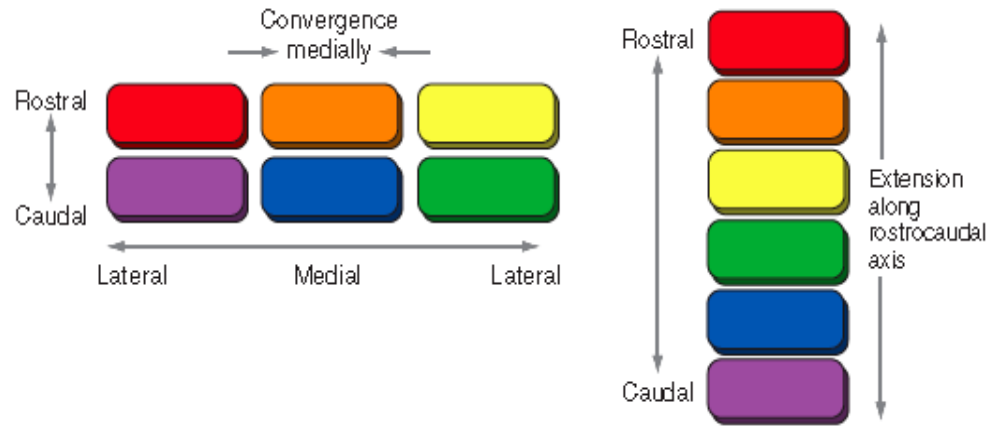 Convergence
medially
Rostral
Caudal
Lateral
Medial
Lateral
Rostral
Extension
along
rostrocaudal
axis
Caudal